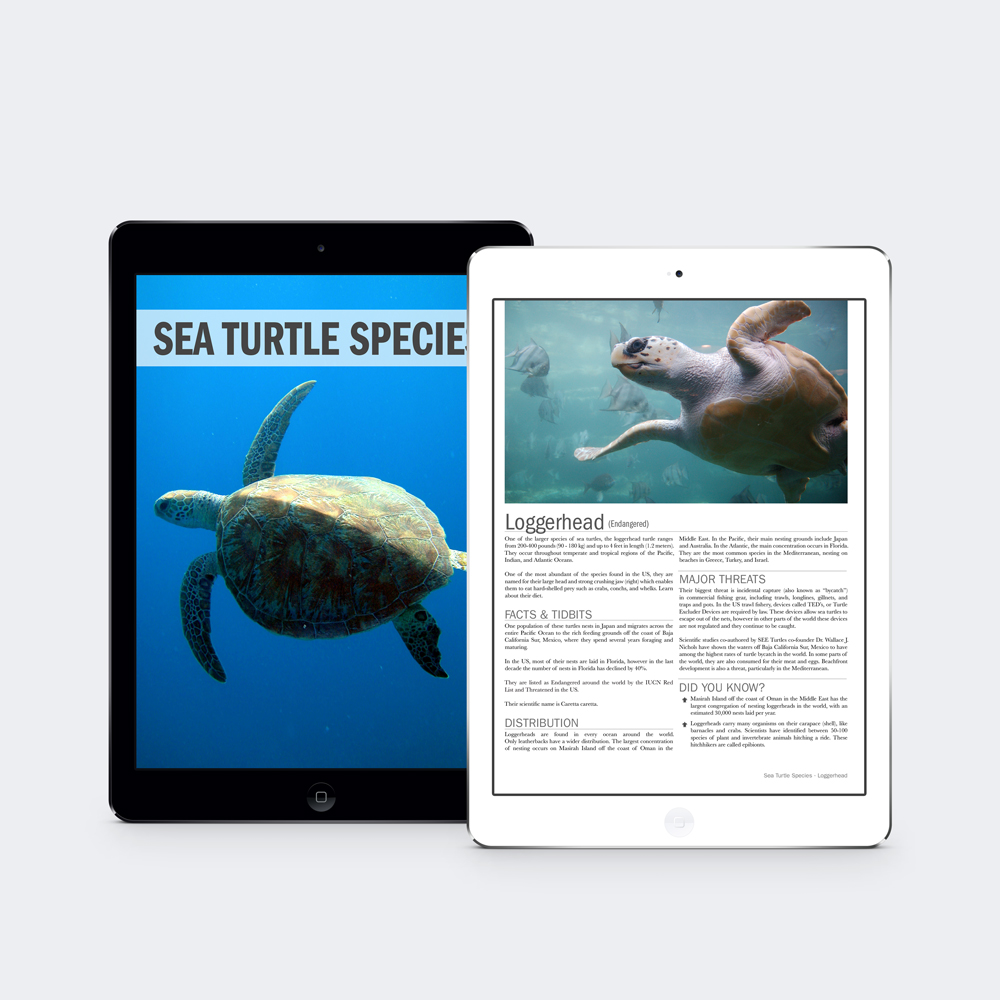 SEA TURTLE SPECIES
Loggerhead (Endangered)
One of the larger species of sea turtles, the loggerhead turtle ranges
from 200-400 pounds (90 - 180 kg) and up to 4 feet in length (1.2 meters).
They occur throughout temperate and tropical regions of the Pacific,
Indian, and Atlantic Oceans.
One of the most abundant of the species found in the US, they are
named for their large head and strong crushing jaw (right) which enables
them to eat hard-shelled prey such as crabs, conchs, and whelks. Learn
about their diet.
FACTS & TIDBITS
One population of these turtles nests in Japan and migrates across the
entire Pacific Ocean to the rich feeding grounds off the coast of Baja
California Sur, Mexico, where they spend several years foraging and
maturing.
In the US, most of their nests are laid in Florida, however in the last
decade the number of nests in Florida has declined by 40%.
They are listed as Endangered around the world by the IUCN Red
List and Threatened in the US.
Their scientific name is Caretta caretta.
DISTRIBUTION
Loggerheads are found in every ocean around the world.
Only leatherbacks have a wider distribution. The largest concentration
of nesting occurs on Masirah Island off the coast of Oman in the
Middle East. In the Pacific, their main nesting grounds include Japan
and Australia. In the Atlantic, the main concentration occurs in Florida.
They are the most common species in the Mediterranean, nesting on
beaches in Greece, Turkey, and Israel.
MAJOR THREATS
Their biggest threat is incidental capture (also known as "bycatch")
in commercial fishing gear, including trawls, longlines, gillnets, and
traps and pots. In the US trawl fishery, devices called TED's, or Turtle
Excluder Devices are required by law. These devices allow sea turtles to
escape out of the nets, however in other parts of the world these devices
are not regulated and they continue to be caught.
Scientific studies co-authored by SEE Turtles co-founder Dr. Wallace J.
Nichols have shown the waters off Baja California Sur, Mexico to have
among the highest rates of turtle bycatch in the world. In some parts of
the world, they are also consumed for their meat and eggs. Beachfront
development is also a threat, particularly in the Mediterranean.
DID YOU KNOW?
Masirah Island off the coast of Oman in the Middle East has the
largest congregation of nesting loggerheads in the world, with an
estimated 30,000 nests laid per year.
Loggerheads carry many organisms on their carapace (shell), like
barnacles and crabs. Scientists have identified between 50-100
species of plant and invertebrate animals hitching a ride. These
hitchhikers are called epibionts.
Sea Turtle Species - Loggerhead